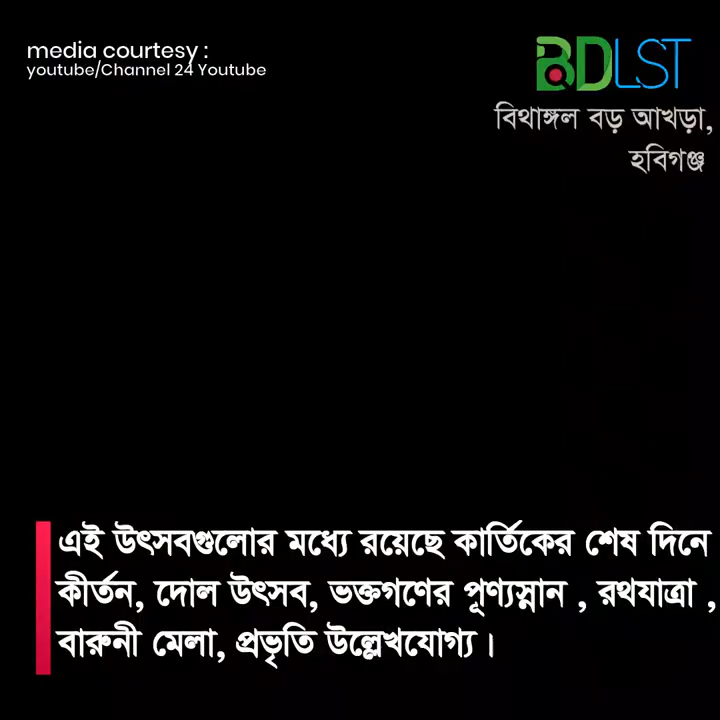 media courtesy :
youtube/Channel 24 Youtube
BDLST
বিথাঙ্গল বড় আখড়া,
হবিগঞ্জ
এই উৎসবগুলোর মধ্যে রয়েছে কার্তিকের শেষ দিনে
কীর্তন, দোল উৎসব, ভক্তগণের পূণ্যস্নান , রথযাত্রা ,
বারুনী মেলা, প্রভৃতি উল্লেখযোগ্য ।